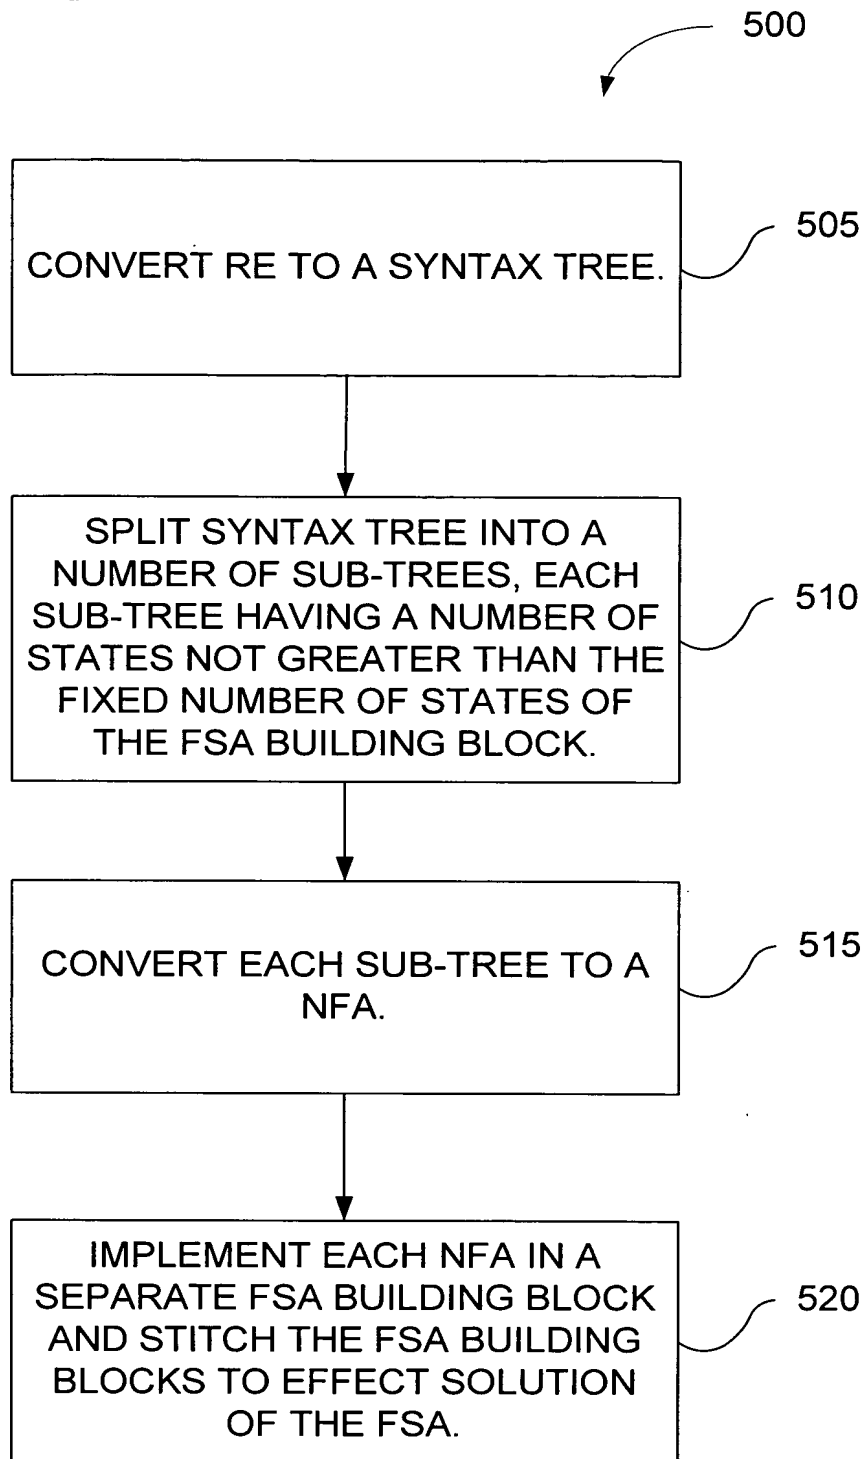 500
CONVERT RE TO A SYNTAX TREE.
505
SPLIT SYNTAX TREE INTO A
NUMBER OF SUB-TREES, EACH
SUB-TREE HAVING A NUMBER OF
STATES NOT GREATER THAN THE
FIXED NUMBER OF STATES OF
THE FSA BUILDING BLOCK.
510
CONVERT EACH SUB-TREE TO A
NFA.
515
IMPLEMENT EACH NFA IN A
SEPARATE FSA BUILDING BLOCK
AND STITCH THE FSA BUILDING
BLOCKS TO EFFECT SOLUTION
OF THE FSA.
520